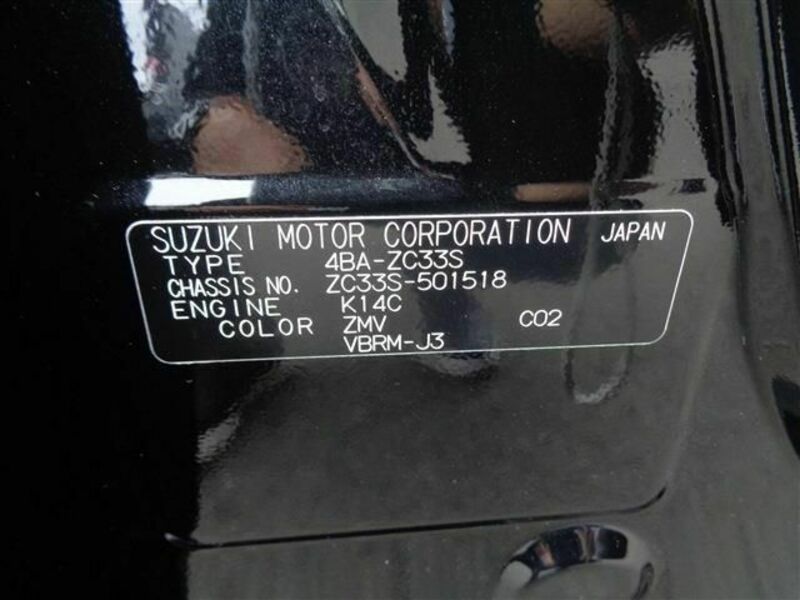 SUZUKI MOTOR CORPORATION JAPAN
TYPE 4BA-ZC33S
CHASSIS NO. ZC33S-501518
ENGINE K14C
COLOR ZMV C02
VBRM-J3